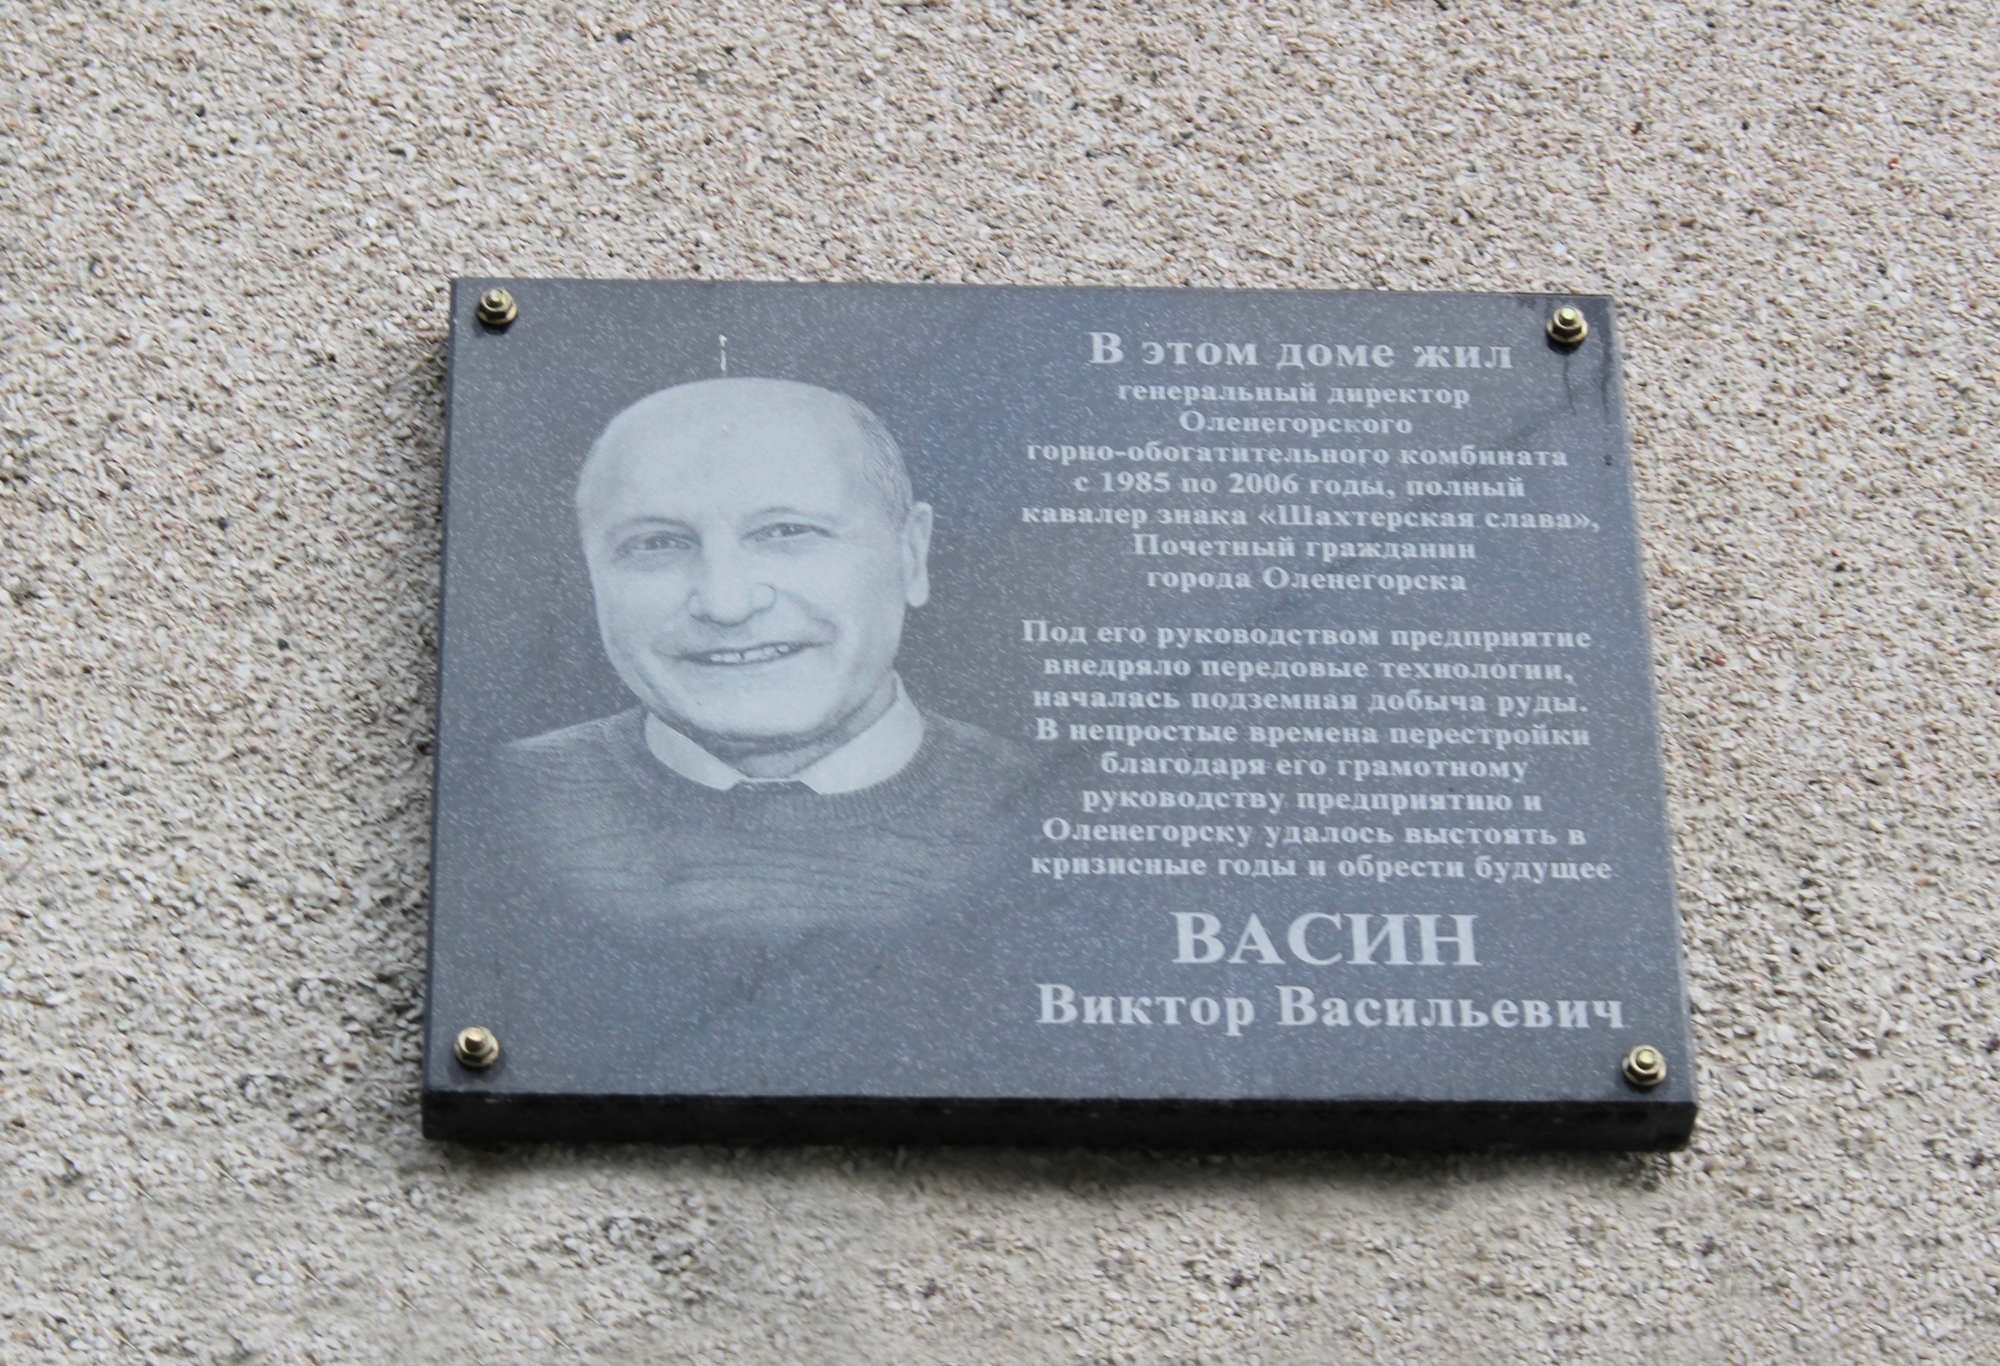 В этом доме жил
генеральный директор
Оленегорского
горно-обогатительного комбината
с 1985 по 2006 годы, полный
кавалер знака «Шахтерская слава»,
Почетный гражданин
города Оленегорска
Под его руководством предприятие
внедряло передовые технологии,
началась подземная добыча руды.
В непростые времена перестройки
благодаря его грамотному
руководству предприятию и
Оленегорску удалось выстоять в
кризисные годы и обрести будущее
ВАСИН
Виктор Васильевич